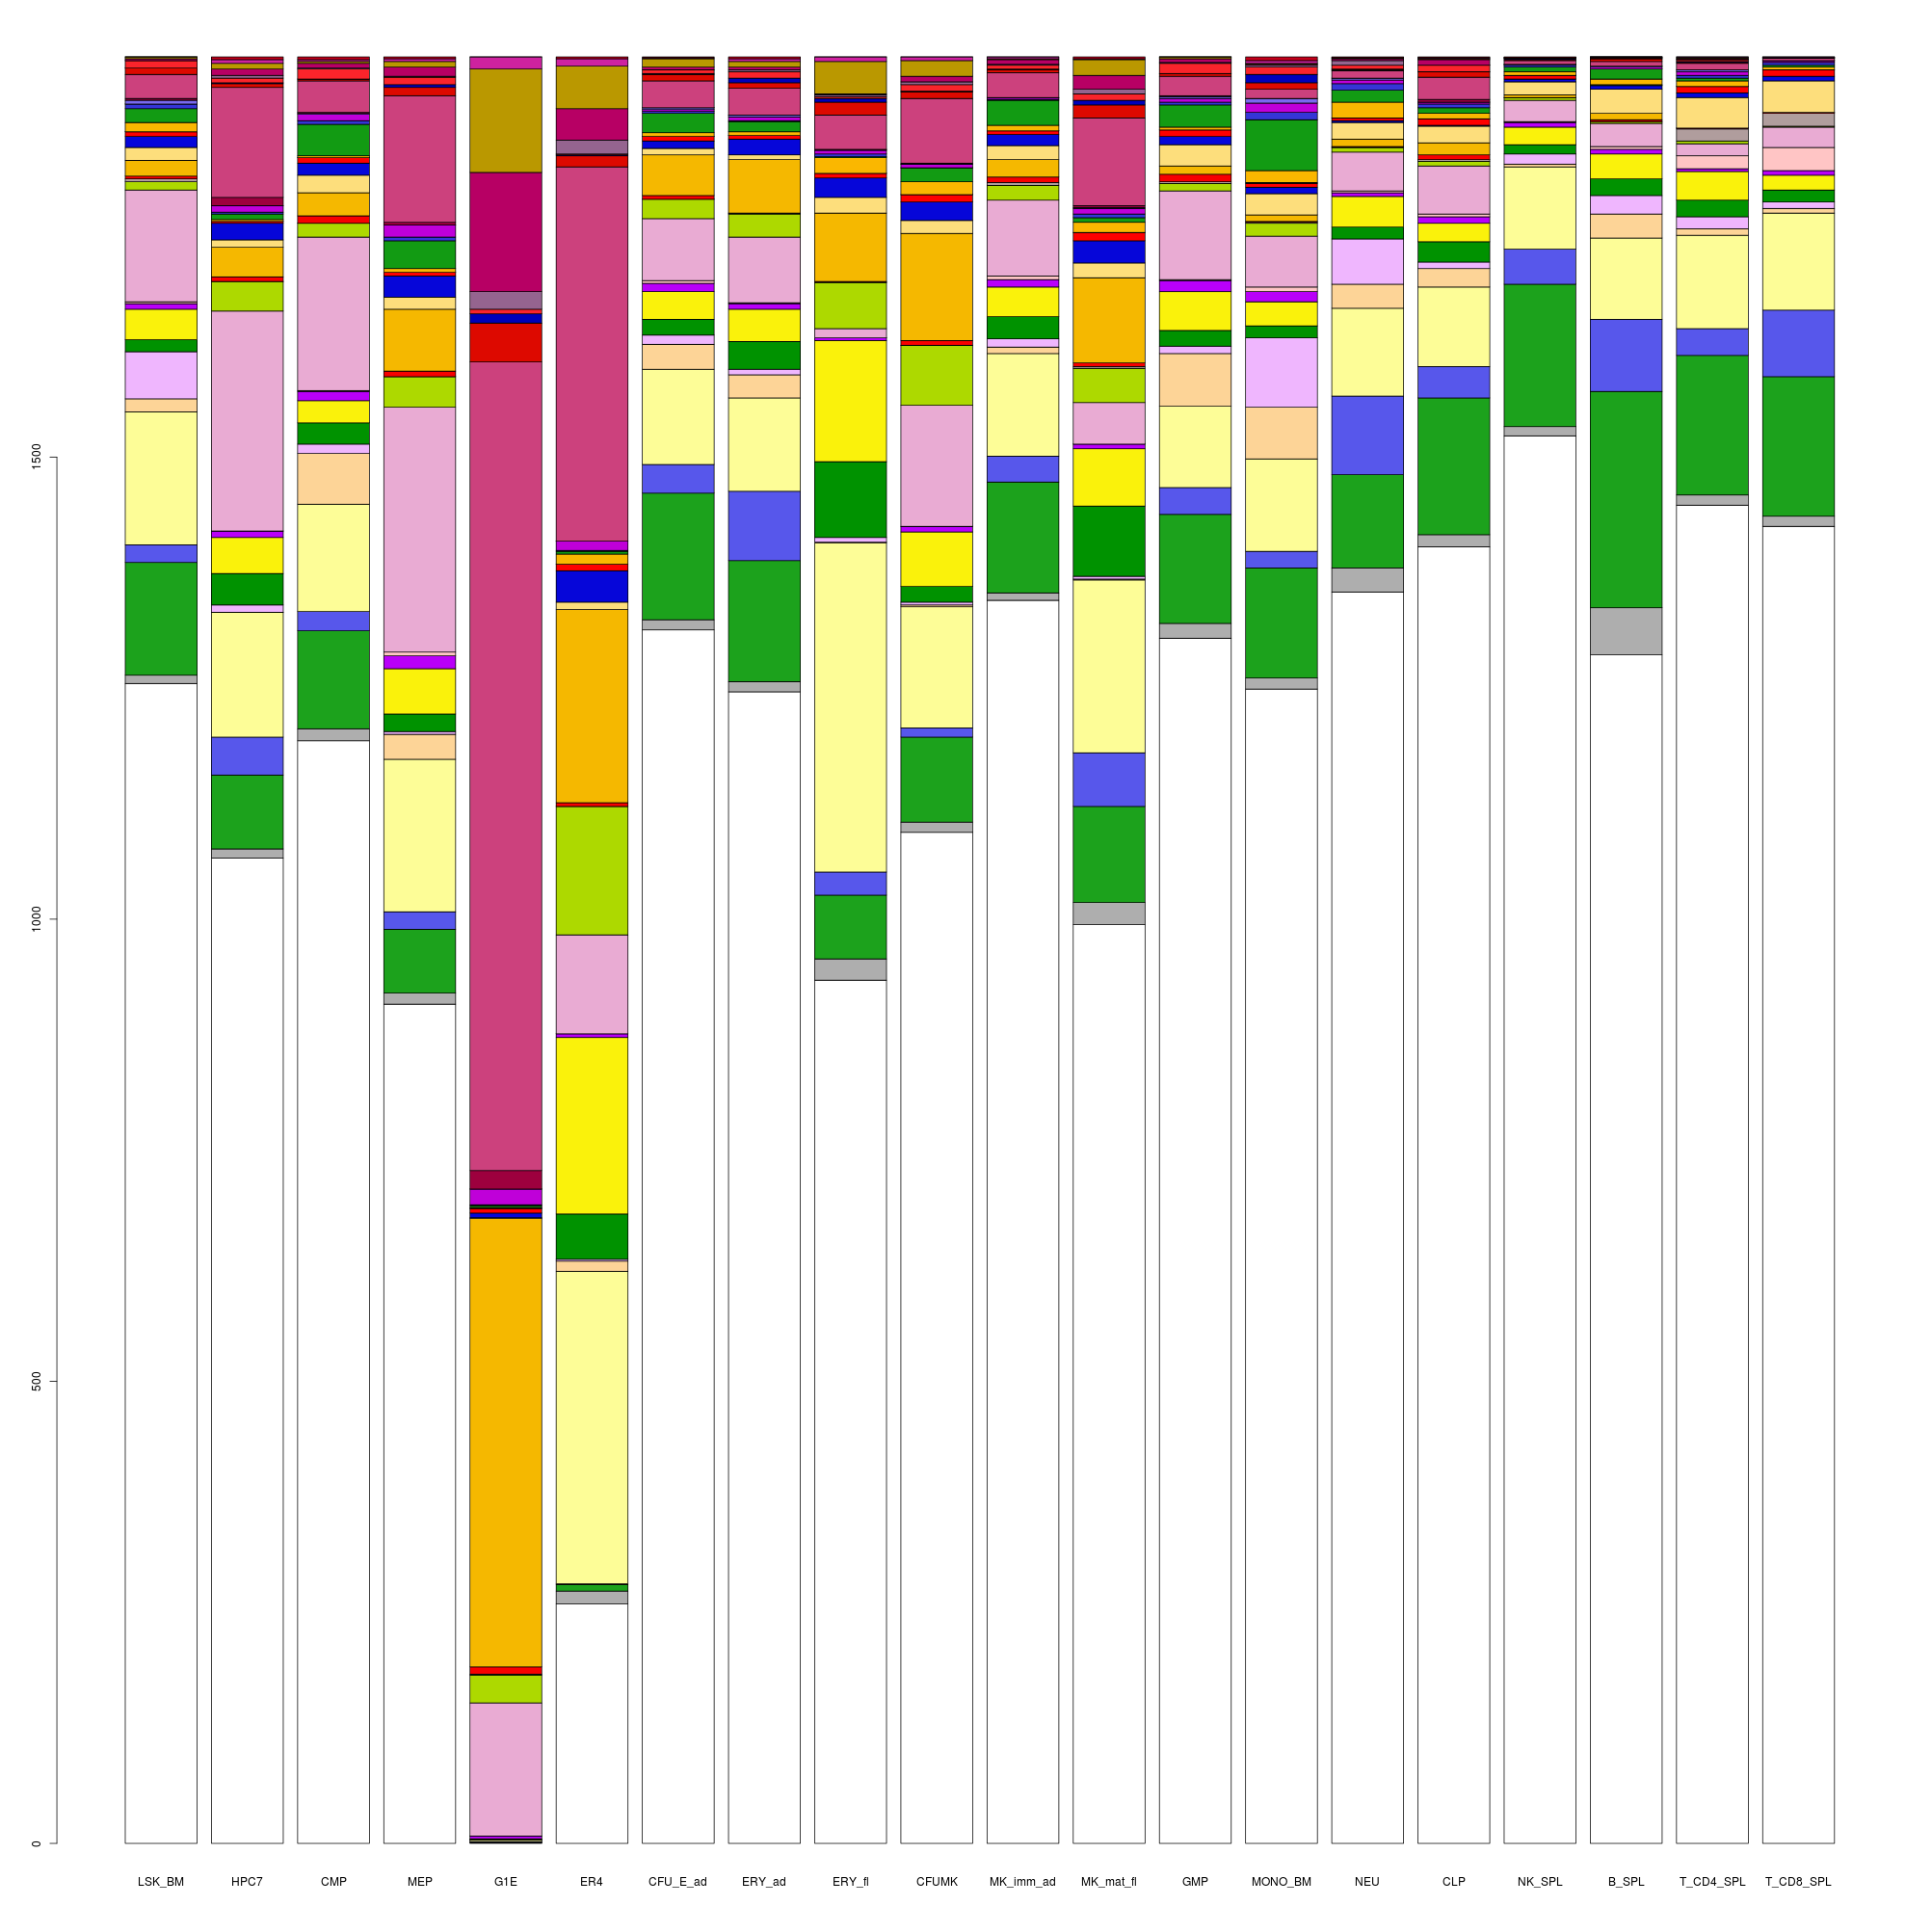 1500
1000
500
0
LSK_BM HPC7 CMP MEP G1E ER4 CFU_E_ad ERY_ad ERY_fl CFUMK MK_imm_ad MK_mat_fl GMP MONO_BM NEU CLP NK_SPL B_SPL T_CD4_SPL T_CD8_SPL